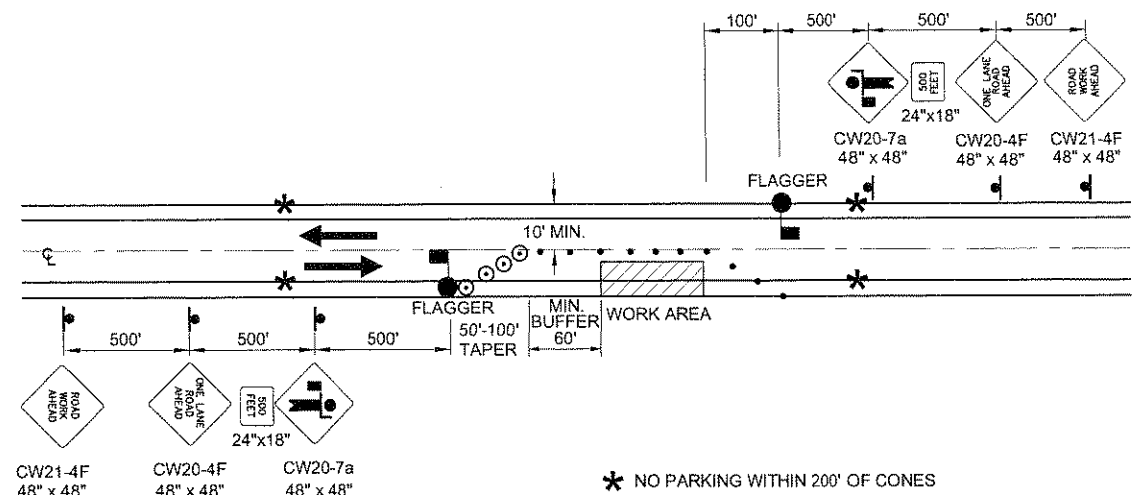 100'
500'
500'
500'
500
FEET
ONE LANE
ROAD
AHEAD
ROAD
WORK
AHEAD
24"x18"
CW20-7a
48" x 48"
CW20-4F
48" x 48"
CW21-4F
48" x 48"
FLAGGER
10' MIN.
CL
FLAGGER
50'-100'
TAPER
MIN.
BUFFER
60'
WORK AREA
500'
500'
500'
ROAD
WORK
AHEAD
ONE LANE
ROAD
AHEAD
500
FEET
24"x18"
CW21-4F
48" x 48"
CW20-4F
48" x 48"
CW20-7a
48" x 48"
* NO PARKING WITHIN 200' OF CONES